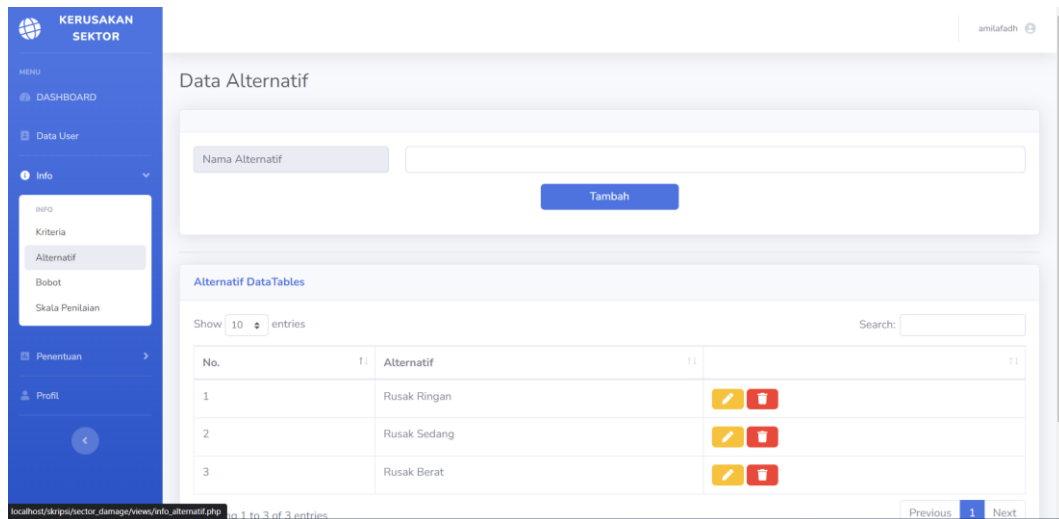 KERUSAKAN
SEKTOR
amilafadh
MENU
DASHBOARD
Data User
Info
INFO
Kriteria
Alternatif
Bobot
Skala Penilaian
Penentuan
Profil
Data Alternatif
Nama Alternatif
Tambah
Alternatif DataTables
Show 10 entries
Search:
No. Alternatif
1 Rusak Ringan
2 Rusak Sedang
3 Rusak Berat
1 to 3 of 3 entries
Previous 1 Next
localhost/skripsi/sector_damage/views/info_alternatif.php